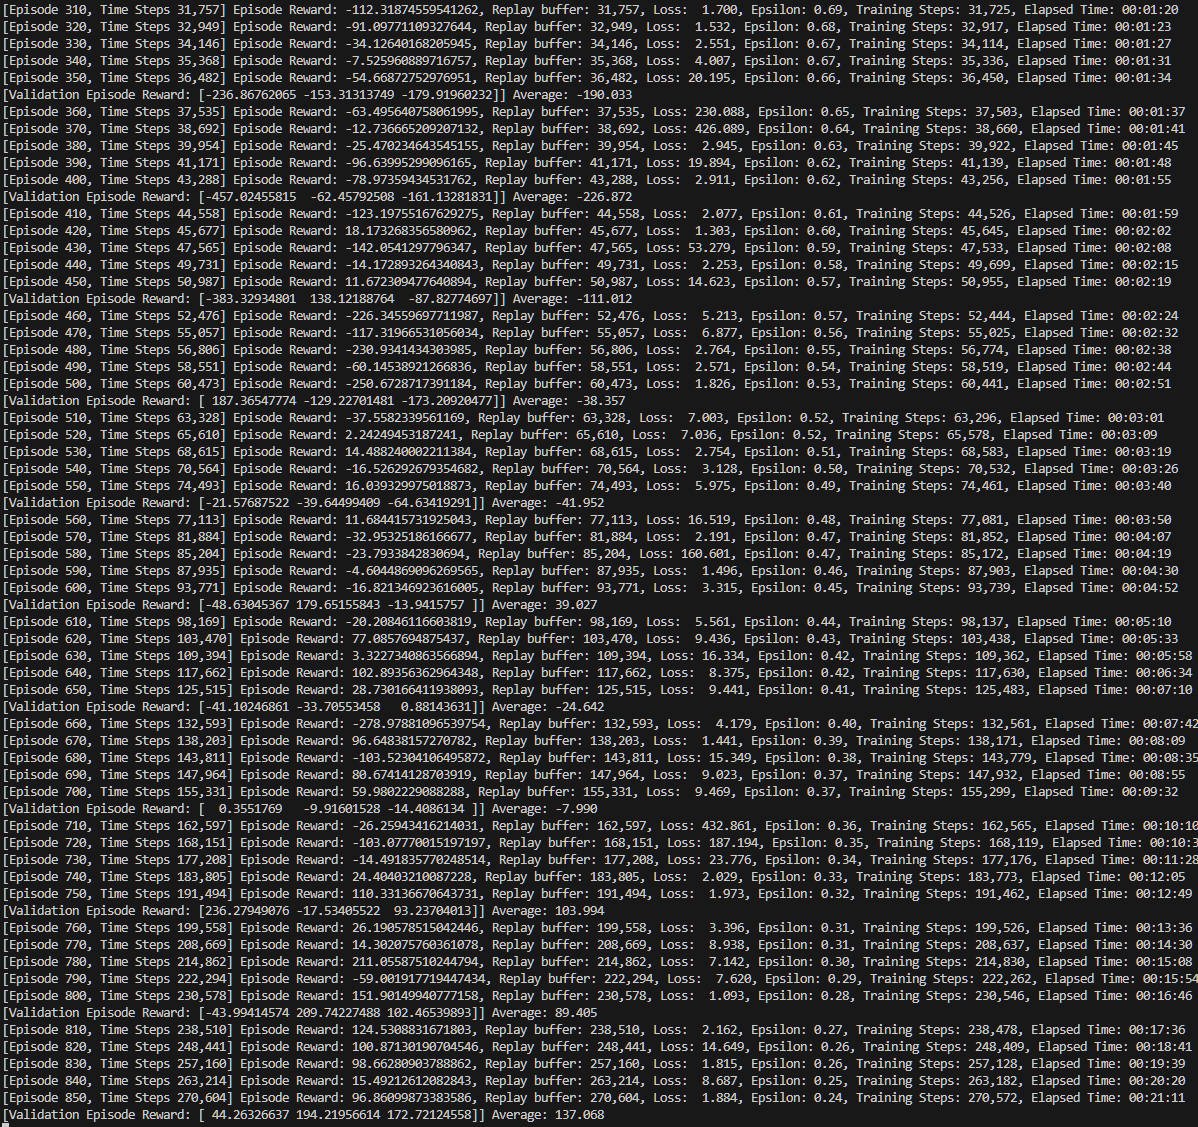 [Episode 310, Time Steps 31,757] Episode Reward: -112.31874559541262, Replay buffer: 31,757, Loss:  1.700, Epsilon: 0.69, Training Steps: 31,725, Elapsed Time: 00:01:20
[Episode 320, Time Steps 32,949] Episode Reward: -91.09771109327644, Replay buffer: 32,949, Loss:  1.532, Epsilon: 0.68, Training Steps: 32,917, Elapsed Time: 00:01:23
[Episode 330, Time Steps 34,146] Episode Reward: -34.12640168205945, Replay buffer: 34,146, Loss:  2.551, Epsilon: 0.67, Training Steps: 34,114, Elapsed Time: 00:01:27
[Episode 340, Time Steps 35,368] Episode Reward: -7.525960889716757, Replay buffer: 35,368, Loss:  4.007, Epsilon: 0.67, Training Steps: 35,336, Elapsed Time: 00:01:31
[Episode 350, Time Steps 36,482] Episode Reward: -54.66872752976951, Replay buffer: 36,482, Loss: 20.195, Epsilon: 0.66, Training Steps: 36,450, Elapsed Time: 00:01:34
[Validation Episode Reward: [-236.86762065 -153.31313749 -179.91960232]] Average: -190.033
[Episode 360, Time Steps 37,535] Episode Reward: -63.495640758061995, Replay buffer: 37,535, Loss: 230.088, Epsilon: 0.65, Training Steps: 37,503, Elapsed Time: 00:01:37
[Episode 370, Time Steps 38,692] Episode Reward: -12.736665209207132, Replay buffer: 38,692, Loss: 426.089, Epsilon: 0.64, Training Steps: 38,660, Elapsed Time: 00:01:41
[Episode 380, Time Steps 39,954] Episode Reward: -25.470234643545155, Replay buffer: 39,954, Loss:  2.945, Epsilon: 0.63, Training Steps: 39,922, Elapsed Time: 00:01:45
[Episode 390, Time Steps 41,171] Episode Reward: -96.63995299096165, Replay buffer: 41,171, Loss: 19.894, Epsilon: 0.62, Training Steps: 41,139, Elapsed Time: 00:01:48
[Episode 400, Time Steps 43,288] Episode Reward: -78.97359434531762, Replay buffer: 43,288, Loss:  2.911, Epsilon: 0.62, Training Steps: 43,256, Elapsed Time: 00:01:55
[Validation Episode Reward: [-457.02455815  -62.45792508 -161.13281831]] Average: -226.872
[Episode 410, Time Steps 44,558] Episode Reward: -123.19755167629275, Replay buffer: 44,558, Loss:  2.077, Epsilon: 0.61, Training Steps: 44,526, Elapsed Time: 00:01:59
[Episode 420, Time Steps 45,677] Episode Reward: 18.173268356580962, Replay buffer: 45,677, Loss:  1.303, Epsilon: 0.60, Training Steps: 45,645, Elapsed Time: 00:02:02
[Episode 430, Time Steps 47,565] Episode Reward: -142.0541297796347, Replay buffer: 47,565, Loss: 53.279, Epsilon: 0.59, Training Steps: 47,533, Elapsed Time: 00:02:08
[Episode 440, Time Steps 49,731] Episode Reward: -14.172893264340843, Replay buffer: 49,731, Loss:  2.253, Epsilon: 0.58, Training Steps: 49,699, Elapsed Time: 00:02:15
[Episode 450, Time Steps 50,987] Episode Reward: 11.672309477640894, Replay buffer: 50,987, Loss: 14.623, Epsilon: 0.57, Training Steps: 50,955, Elapsed Time: 00:02:19
[Validation Episode Reward: [-383.32934801  138.12188764  -87.82774697]] Average: -111.012
[Episode 460, Time Steps 52,476] Episode Reward: -226.34559697711987, Replay buffer: 52,476, Loss:  5.213, Epsilon: 0.57, Training Steps: 52,444, Elapsed Time: 00:02:24
[Episode 470, Time Steps 55,057] Episode Reward: -117.31966531056034, Replay buffer: 55,057, Loss:  6.877, Epsilon: 0.56, Training Steps: 55,025, Elapsed Time: 00:02:32
[Episode 480, Time Steps 56,806] Episode Reward: -230.9341434303985, Replay buffer: 56,806, Loss:  2.764, Epsilon: 0.55, Training Steps: 56,774, Elapsed Time: 00:02:38
[Episode 490, Time Steps 58,551] Episode Reward: -60.14538921266836, Replay buffer: 58,551, Loss:  2.571, Epsilon: 0.54, Training Steps: 58,519, Elapsed Time: 00:02:44
[Episode 500, Time Steps 60,473] Episode Reward: -250.6728717391184, Replay buffer: 60,473, Loss:  1.826, Epsilon: 0.53, Training Steps: 60,441, Elapsed Time: 00:02:51
[Validation Episode Reward: [ 187.36547774 -129.22701481 -173.20920477]] Average: -38.357
[Episode 510, Time Steps 63,328] Episode Reward: -37.5582339561169, Replay buffer: 63,328, Loss:  7.003, Epsilon: 0.52, Training Steps: 63,296, Elapsed Time: 00:03:01
[Episode 520, Time Steps 65,610] Episode Reward: 2.24249453187241, Replay buffer: 65,610, Loss:  7.036, Epsilon: 0.52, Training Steps: 65,578, Elapsed Time: 00:03:09
[Episode 530, Time Steps 68,615] Episode Reward: 14.488240002211384, Replay buffer: 68,615, Loss:  2.754, Epsilon: 0.51, Training Steps: 68,583, Elapsed Time: 00:03:19
[Episode 540, Time Steps 70,564] Episode Reward: -16.526292679354682, Replay buffer: 70,564, Loss:  3.128, Epsilon: 0.50, Training Steps: 70,532, Elapsed Time: 00:03:26
[Episode 550, Time Steps 74,493] Episode Reward: 16.039329975018873, Replay buffer: 74,493, Loss:  5.975, Epsilon: 0.49, Training Steps: 74,461, Elapsed Time: 00:03:40
[Validation Episode Reward: [-21.57687522 -39.64499409 -64.63419291]] Average: -41.952
[Episode 560, Time Steps 77,113] Episode Reward: 11.684415731925043, Replay buffer: 77,113, Loss: 16.519, Epsilon: 0.48, Training Steps: 77,081, Elapsed Time: 00:03:50
[Episode 570, Time Steps 81,884] Episode Reward: -32.95325186166677, Replay buffer: 81,884, Loss:  2.191, Epsilon: 0.47, Training Steps: 81,852, Elapsed Time: 00:04:07
[Episode 580, Time Steps 85,204] Episode Reward: -23.7933842830694, Replay buffer: 85,204, Loss: 160.601, Epsilon: 0.47, Training Steps: 85,172, Elapsed Time: 00:04:19
[Episode 590, Time Steps 87,935] Episode Reward: -4.6044869096269565, Replay buffer: 87,935, Loss:  1.496, Epsilon: 0.46, Training Steps: 87,903, Elapsed Time: 00:04:30
[Episode 600, Time Steps 93,771] Episode Reward: -16.821346923616005, Replay buffer: 93,771, Loss:  3.315, Epsilon: 0.45, Training Steps: 93,739, Elapsed Time: 00:04:52
[Validation Episode Reward: [-48.63045367 179.65155843 -13.9415757 ]] Average: 39.027
[Episode 610, Time Steps 98,169] Episode Reward: -20.20846116603819, Replay buffer: 98,169, Loss:  5.561, Epsilon: 0.44, Training Steps: 98,137, Elapsed Time: 00:05:10
[Episode 620, Time Steps 103,470] Episode Reward: 77.0857694875437, Replay buffer: 103,470, Loss:  9.436, Epsilon: 0.43, Training Steps: 103,438, Elapsed Time: 00:05:33
[Episode 630, Time Steps 109,394] Episode Reward: 3.3227340863566894, Replay buffer: 109,394, Loss: 16.334, Epsilon: 0.42, Training Steps: 109,362, Elapsed Time: 00:05:58
[Episode 640, Time Steps 117,662] Episode Reward: 102.89356362964348, Replay buffer: 117,662, Loss:  8.375, Epsilon: 0.42, Training Steps: 117,630, Elapsed Time: 00:06:34
[Episode 650, Time Steps 125,515] Episode Reward: 28.730166411938093, Replay buffer: 125,515, Loss:  9.441, Epsilon: 0.41, Training Steps: 125,483, Elapsed Time: 00:07:10
[Validation Episode Reward: [-41.10246861 -33.70553458   0.88143631]] Average: -24.642
[Episode 660, Time Steps 132,593] Episode Reward: -278.97881096539754, Replay buffer: 132,593, Loss:  4.179, Epsilon: 0.40, Training Steps: 132,561, Elapsed Time: 00:07:42
[Episode 670, Time Steps 138,203] Episode Reward: 96.64838157270782, Replay buffer: 138,203, Loss:  1.441, Epsilon: 0.39, Training Steps: 138,171, Elapsed Time: 00:08:09
[Episode 680, Time Steps 143,811] Episode Reward: -103.52304106495872, Replay buffer: 143,811, Loss: 15.349, Epsilon: 0.38, Training Steps: 143,779, Elapsed Time: 00:08:35
[Episode 690, Time Steps 147,964] Episode Reward: 80.67414128703919, Replay buffer: 147,964, Loss:  9.023, Epsilon: 0.37, Training Steps: 147,932, Elapsed Time: 00:08:55
[Episode 700, Time Steps 155,331] Episode Reward: 59.9802229088288, Replay buffer: 155,331, Loss:  9.469, Epsilon: 0.37, Training Steps: 155,299, Elapsed Time: 00:09:32
[Validation Episode Reward: [  0.3551769   -9.91601528 -14.4086134 ]] Average: -7.990
[Episode 710, Time Steps 162,597] Episode Reward: -26.25943416214031, Replay buffer: 162,597, Loss: 432.861, Epsilon: 0.36, Training Steps: 162,565, Elapsed Time: 00:10:10
[Episode 720, Time Steps 168,151] Episode Reward: -103.07770015197197, Replay buffer: 168,151, Loss: 187.194, Epsilon: 0.35, Training Steps: 168,119, Elapsed Time: 00:10:3
[Episode 730, Time Steps 177,208] Episode Reward: -14.491835770248514, Replay buffer: 177,208, Loss: 23.776, Epsilon: 0.34, Training Steps: 177,176, Elapsed Time: 00:11:28
[Episode 740, Time Steps 183,805] Episode Reward: 24.40403210087228, Replay buffer: 183,805, Loss:  2.029, Epsilon: 0.33, Training Steps: 183,773, Elapsed Time: 00:12:05
[Episode 750, Time Steps 191,494] Episode Reward: 110.33136670643731, Replay buffer: 191,494, Loss:  1.973, Epsilon: 0.32, Training Steps: 191,462, Elapsed Time: 00:12:49
[Validation Episode Reward: [236.27949076 -17.53405522  93.23704013]] Average: 103.994
[Episode 760, Time Steps 199,558] Episode Reward: 26.190578515042446, Replay buffer: 199,558, Loss:  3.396, Epsilon: 0.31, Training Steps: 199,526, Elapsed Time: 00:13:36
[Episode 770, Time Steps 208,669] Episode Reward: 14.302075760361078, Replay buffer: 208,669, Loss:  8.938, Epsilon: 0.31, Training Steps: 208,637, Elapsed Time: 00:14:30
[Episode 780, Time Steps 214,862] Episode Reward: 211.05587510244794, Replay buffer: 214,862, Loss:  7.142, Epsilon: 0.30, Training Steps: 214,830, Elapsed Time: 00:15:08
[Episode 790, Time Steps 222,294] Episode Reward: -59.001917719447434, Replay buffer: 222,294, Loss:  7.620, Epsilon: 0.29, Training Steps: 222,262, Elapsed Time: 00:15:54
[Episode 800, Time Steps 230,578] Episode Reward: 151.90149940777158, Replay buffer: 230,578, Loss:  1.093, Epsilon: 0.28, Training Steps: 230,546, Elapsed Time: 00:16:46
[Validation Episode Reward: [-43.99414574 209.74227488 102.46539893]] Average: 89.405
[Episode 810, Time Steps 238,510] Episode Reward: 124.5308831671803, Replay buffer: 238,510, Loss:  2.162, Epsilon: 0.27, Training Steps: 238,478, Elapsed Time: 00:17:36
[Episode 820, Time Steps 248,441] Episode Reward: 100.87130190704546, Replay buffer: 248,441, Loss: 14.649, Epsilon: 0.26, Training Steps: 248,409, Elapsed Time: 00:18:41
[Episode 830, Time Steps 257,160] Episode Reward: 98.66280903788862, Replay buffer: 257,160, Loss:  1.815, Epsilon: 0.26, Training Steps: 257,128, Elapsed Time: 00:19:39
[Episode 840, Time Steps 263,214] Episode Reward: 15.49212612082843, Replay buffer: 263,214, Loss:  8.687, Epsilon: 0.25, Training Steps: 263,182, Elapsed Time: 00:20:20
[Episode 850, Time Steps 270,604] Episode Reward: 96.86099873383586, Replay buffer: 270,604, Loss:  1.884, Epsilon: 0.24, Training Steps: 270,572, Elapsed Time: 00:21:11
[Validation Episode Reward: [ 44.26326637 194.21956614 172.72124558]] Average: 137.068